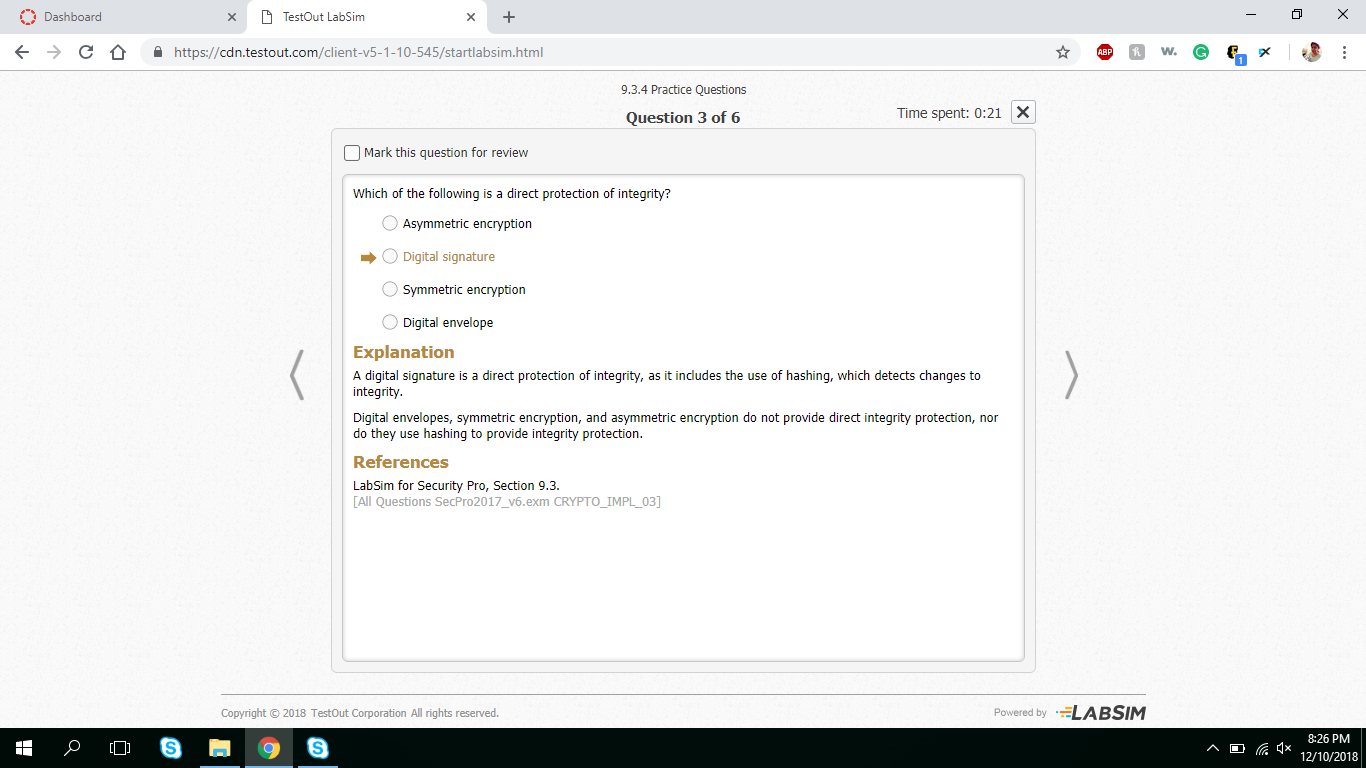 Dashboard
TestOut LabSim
https://cdn.testout.com/client-v5-1-10-545/startlabsim.html
ABP
w.
1
9.3.4 Practice Questions
Question 3 of 6
Time spent: 0:21
Mark this question for review
Which of the following is a direct protection of integrity?
Asymmetric encryption
Digital signature
Symmetric encryption
Digital envelope
Explanation
A digital signature is a direct protection of integrity, as it includes the use of hashing, which detects changes to
integrity.
Digital envelopes, symmetric encryption, and asymmetric encryption do not provide direct integrity protection, nor
do they use hashing to provide integrity protection.
References
LabSim for Security Pro, Section 9.3.
[All Questions SecPro2017_v6.exm CRYPTO_IMPL_03]
Copyright © 2018 TestOut Corporation All rights reserved.
Powered by LABSIM
8:26 PM
12/10/2018